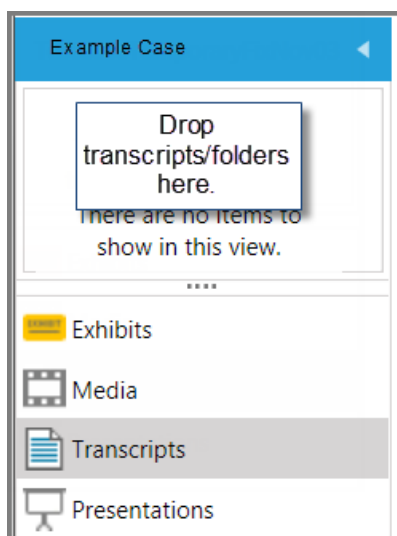 Example Case
Drop
transcripts/folders
here.
There are no items to
show in this view.
Exhibits
Media
Transcripts
Presentations